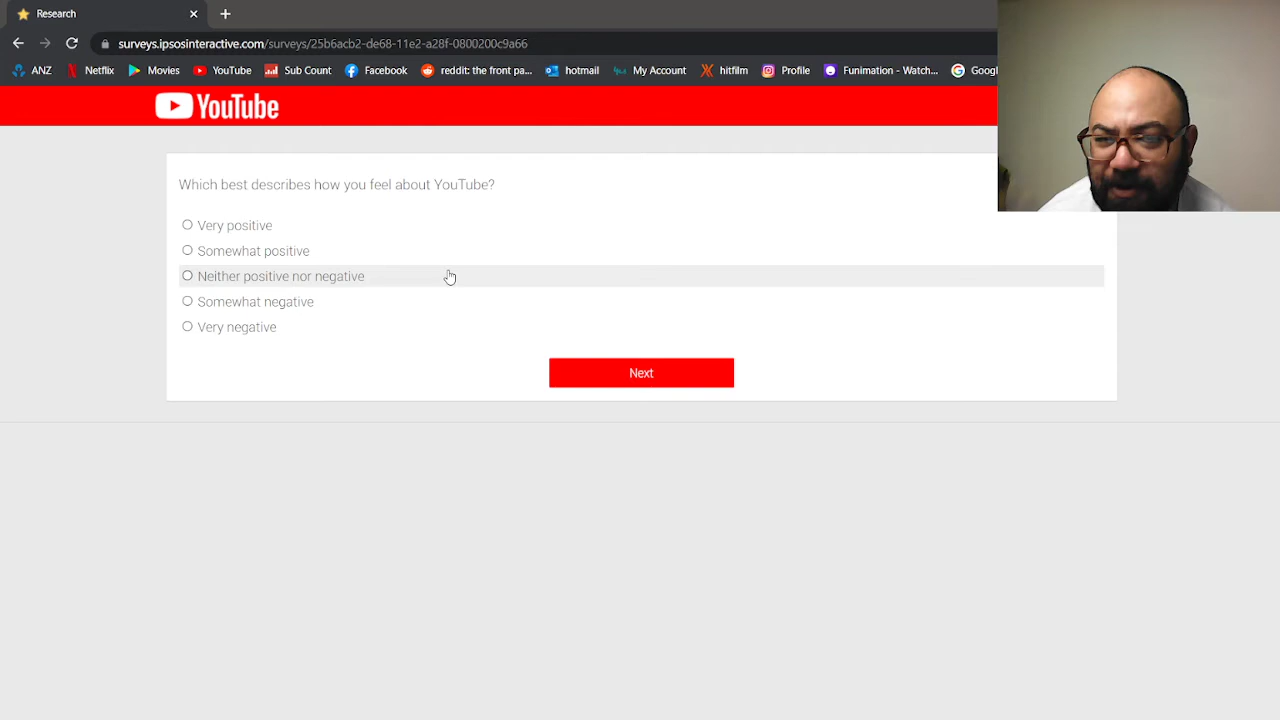 Research
surveys.ipsosinteractive.com/surveys/25b6acb2-de68-11e2-a28f-0800200c9a66
ANZ Netflix Movies YouTube Sub Count Facebook reddit: the front pa... hotmail My Account hitfilm Profile Funimation - Watch... Googl
YouTube
Which best describes how you feel about YouTube?
Very positive
Somewhat positive
Neither positive nor negative
Somewhat negative
Very negative
Next